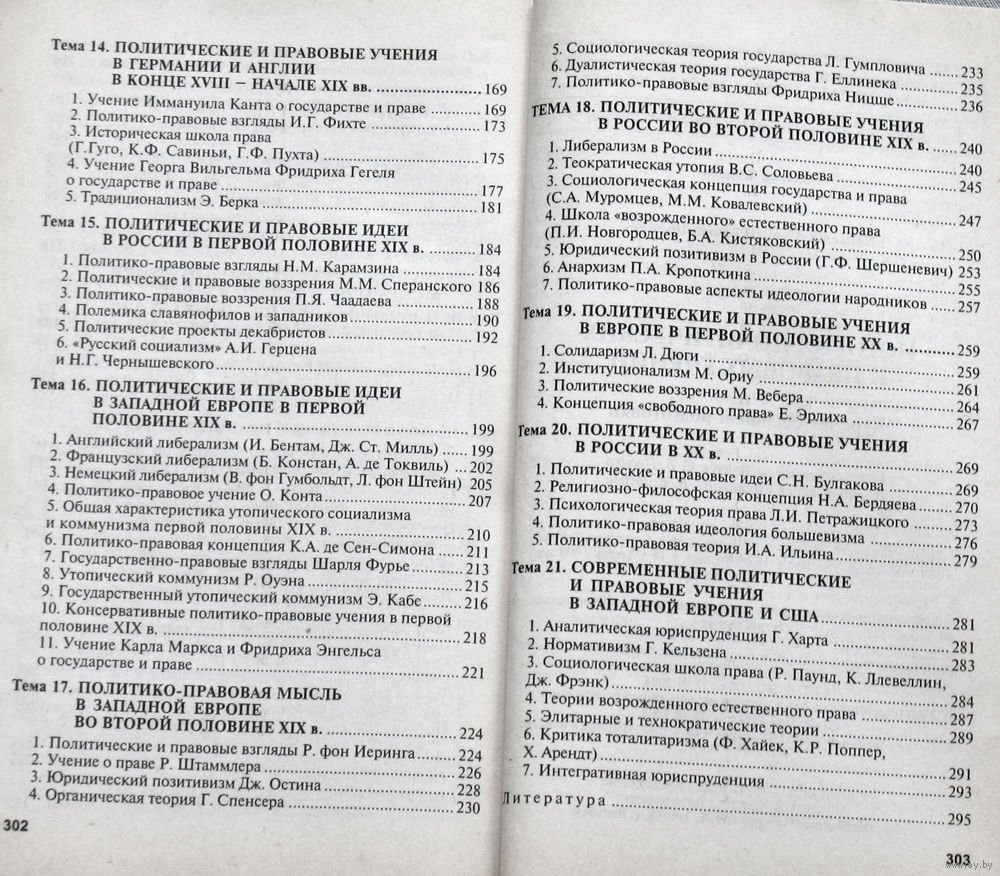 Тема 14. ПОЛИТИЧЕСКИЕ И ПРАВОВЫЕ УЧЕНИЯ
В ГЕРМАНИИ И АНГЛИИ
В КОНЦЕ XVIII – НАЧАЛЕ XIX вв. ........ 169
1. Учение Иммануила Канта о государстве и праве ........ 169
2. Политико-правовые взгляды И.Г. Фихте ........ 173
3. Историческая школа права
(Г.Гуго, К.Ф. Савиньи, Г.Ф. Пухта) ........ 175
4. Учение Георга Вильгельма Фридриха Гегеля
о государстве и праве ........ 177
5. Традиционализм Э. Берка ........ 181
Тема 15. ПОЛИТИЧЕСКИЕ И ПРАВОВЫЕ ИДЕИ
В РОССИИ В ПЕРВОЙ ПОЛОВИНЕ XIX в. ........ 184
1. Политико-правовые взгляды Н.М. Карамзина ........ 184
2. Политические и правовые воззрения М.М. Сперанского 186
3. Политико-правовые воззрения П.Я. Чаадаева ........ 188
4. Полемика славянофилов и западников ........ 190
5. Политические проекты декабристов ........ 192
6. «Русский социализм» А.И. Герцена
и Н.Г. Чернышевского ........ 196
Тема 16. ПОЛИТИЧЕСКИЕ И ПРАВОВЫЕ ИДЕИ
В ЗАПАДНОЙ ЕВРОПЕ В ПЕРВОЙ
ПОЛОВИНЕ XIX в. ........ 199
1. Английский либерализм (И. Бентам, Дж. Ст. Милль) ..... 199
2. Французский либерализм (Б. Констан, А. де Токвиль) ... 202
3. Немецкий либерализм (В. фон Гумбольдт, Л. фон Штейн) 205
4. Политико-правовое учение О. Конта ........ 207
5. Общая характеристика утопического социализма
и коммунизма первой половины XIX в. ........ 210
6. Политико-правовая концепция К.А. де Сен-Симона ..... 211
7. Государственно-правовые взгляды Шарля Фурье ........ 213
8. Утопический коммунизм Р. Оуэна ........ 215
9. Государственный утопический коммунизм Э. Кабе ....... 216
10. Консервативные политико-правовые учения в первой
половине XIX в. ........ 218
11. Учение Карла Маркса и Фридриха Энгельса
о государстве и праве ........ 221
Тема 17. ПОЛИТИКО-ПРАВОВАЯ МЫСЛЬ
В ЗАПАДНОЙ ЕВРОПЕ
ВО ВТОРОЙ ПОЛОВИНЕ XIX в. ........ 224
1. Политические и правовые взгляды Р. фон Иеринга ...... 224
2. Учение о праве Р. Штаммлера ........ 226
3. Юридический позитивизм Дж. Остина ........ 228
4. Органическая теория Г. Спенсера ........ 230
302
5. Социологическая теория государства Л. Гумпловича ...... 233
6. Дуалистическая теория государства Г. Еллинека ........ 235
7. Политико-правовые взгляды Фридриха Ницше ........ 236
ТЕМА 18. ПОЛИТИЧЕСКИЕ И ПРАВОВЫЕ УЧЕНИЯ
В РОССИИ ВО ВТОРОЙ ПОЛОВИНЕ XIX в. ...... 240
1. Либерализм в России ........ 240
2. Теократическая утопия В.С. Соловьева ........ 245
3. Социологическая концепция государства и права
(С.А. Муромцев, М.М. Ковалевский) ........ 247
4. Школа «возрожденного» естественного права
(П.И. Новгородцев, Б.А. Кистяковский) ........ 250
5. Юридический позитивизм в России (Г.Ф. Шершеневич) 253
6. Анархизм П.А. Кропоткина ........ 255
7. Политико-правовые аспекты идеологии народников ..... 257
Тема 19. ПОЛИТИЧЕСКИЕ И ПРАВОВЫЕ УЧЕНИЯ
В ЕВРОПЕ В ПЕРВОЙ ПОЛОВИНЕ XX в. ........ 259
1. Солидаризм Л. Дюги ........ 259
2. Институционализм М. Ориу ........ 261
3. Политические воззрения М. Вебера ........ 264
4. Концепция «свободного права» Е. Эрлиха ........ 267
Тема 20. ПОЛИТИЧЕСКИЕ И ПРАВОВЫЕ УЧЕНИЯ
В РОССИИ В XX в. ........ 269
1. Политические и правовые идеи С.Н. Булгакова ........ 269
2. Религиозно-философская концепция Н.А. Бердяева ...... 270
3. Психологическая теория права Л.И. Петражицкого ...... 273
4. Политико-правовая идеология большевизма ........ 276
5. Политико-правовая теория И.А. Ильина ........ 279
Тема 21. СОВРЕМЕННЫЕ ПОЛИТИЧЕСКИЕ
И ПРАВОВЫЕ УЧЕНИЯ
В ЗАПАДНОЙ ЕВРОПЕ И США ........ 281
1. Аналитическая юриспруденция Г. Харта ........ 281
2. Нормативизм Г. Кельзена ........ 283
3. Социологическая школа права (Р. Паунд, К. Ллевеллин,
Дж. Фрэнк) ........ 284
4. Теории возрожденного естественного права ........ 287
5. Элитарные и технократические теории ........ 289
6. Критика тоталитаризма (Ф. Хайек, К.Р. Поппер,
Х. Арендт) ........ 291
7. Интегративная юриспруденция ........ 293
Литература ........ 295
303
www.ay.by